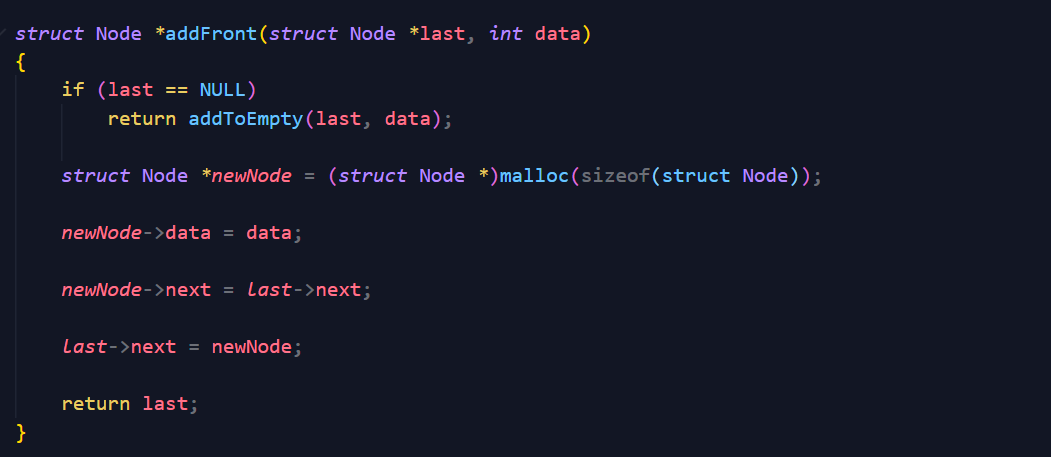 struct Node *addFront(struct Node *last, int data)
{
    if (last == NULL)
        return addToEmpty(last, data);
    struct Node *newNode = (struct Node *)malloc(sizeof(struct Node));
    newNode->data = data;
    newNode->next = last->next;
    last->next = newNode;
    return last;
}